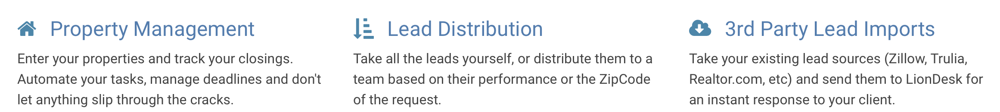 Property Management
Enter your properties and track your closings.
Automate your tasks, manage deadlines and don't
let anything slip through the cracks.
Lead Distribution
Take all the leads yourself, or distribute them to a
team based on their performance or the ZipCode
of the request.
3rd Party Lead Imports
Take your existing lead sources (Zillow, Trulia,
Realtor.com, etc) and send them to LionDesk for
an instant response to your client.